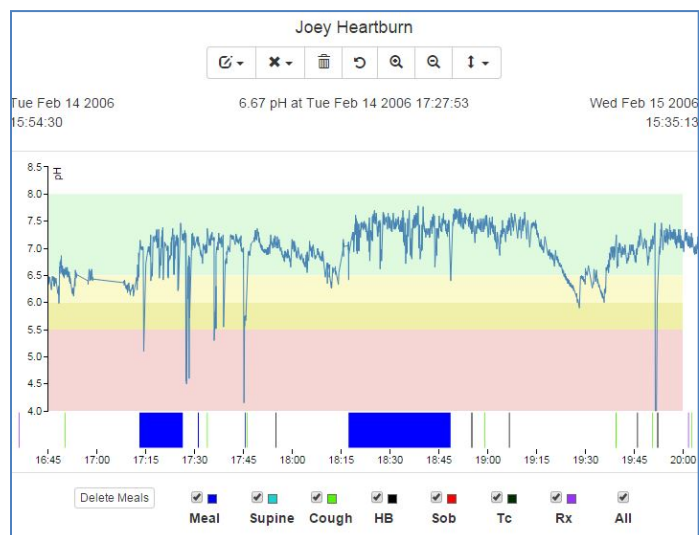 Joey Heartburn
Tue Feb 14 2006 6.67 pH at Tue Feb 14 2006 17:27:53 Wed Feb 15 2006
15:54:30 15:35:13
pH
8.5
8.0
7.5
7.0
6.5
6.0
5.5
5.0
4.5
4.0
16:45 17:00 17:15 17:30 17:45 18:00 18:15 18:30 18:45 19:00 19:15 19:30 19:45 20:00
Delete Meals
Meal Supine Cough HB Sob Tc Rx All